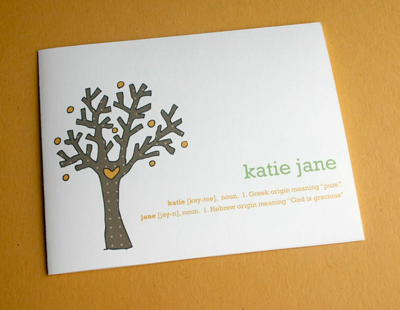 katie jane
katie [kay-tee], noun. 1. Greek origin meaning "pure"
jane [jey-n], noun. 1. Hebrew origin meaning "God is gracious"